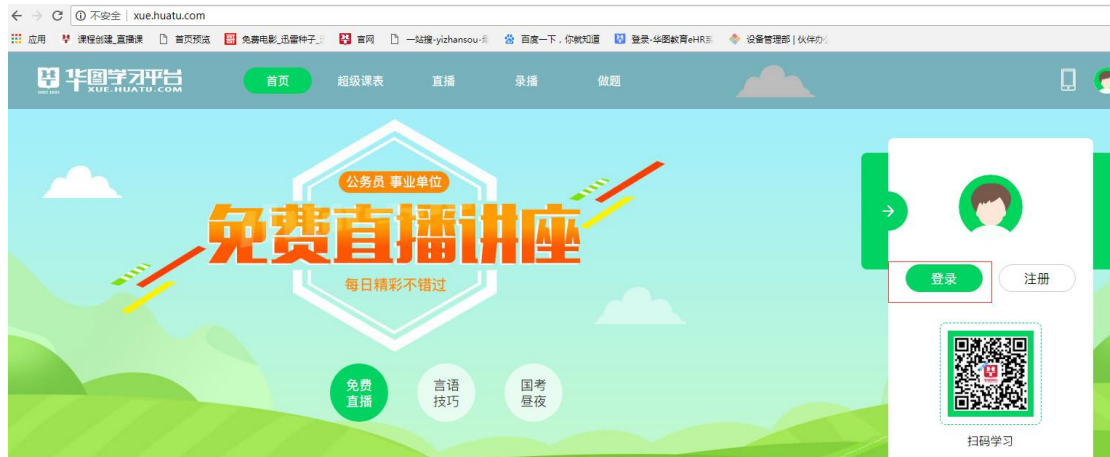 不安全 | xue.huatu.com
应用 课程创建_直播课 首页预览 免费电影_迅雷种子_ 官网 一站搜-yizhansou- 百度一下，你就知道 登录-华图教育eHR系 设备管理部 | 伙伴办
华图学习平台
XUE.HUATU.COM
首页 超级课表 直播 录播 做题
公务员 事业单位
免费直播讲座
每日精彩不错过
登录 注册
免费
直播
言语
技巧
国考
昼夜
扫码学习